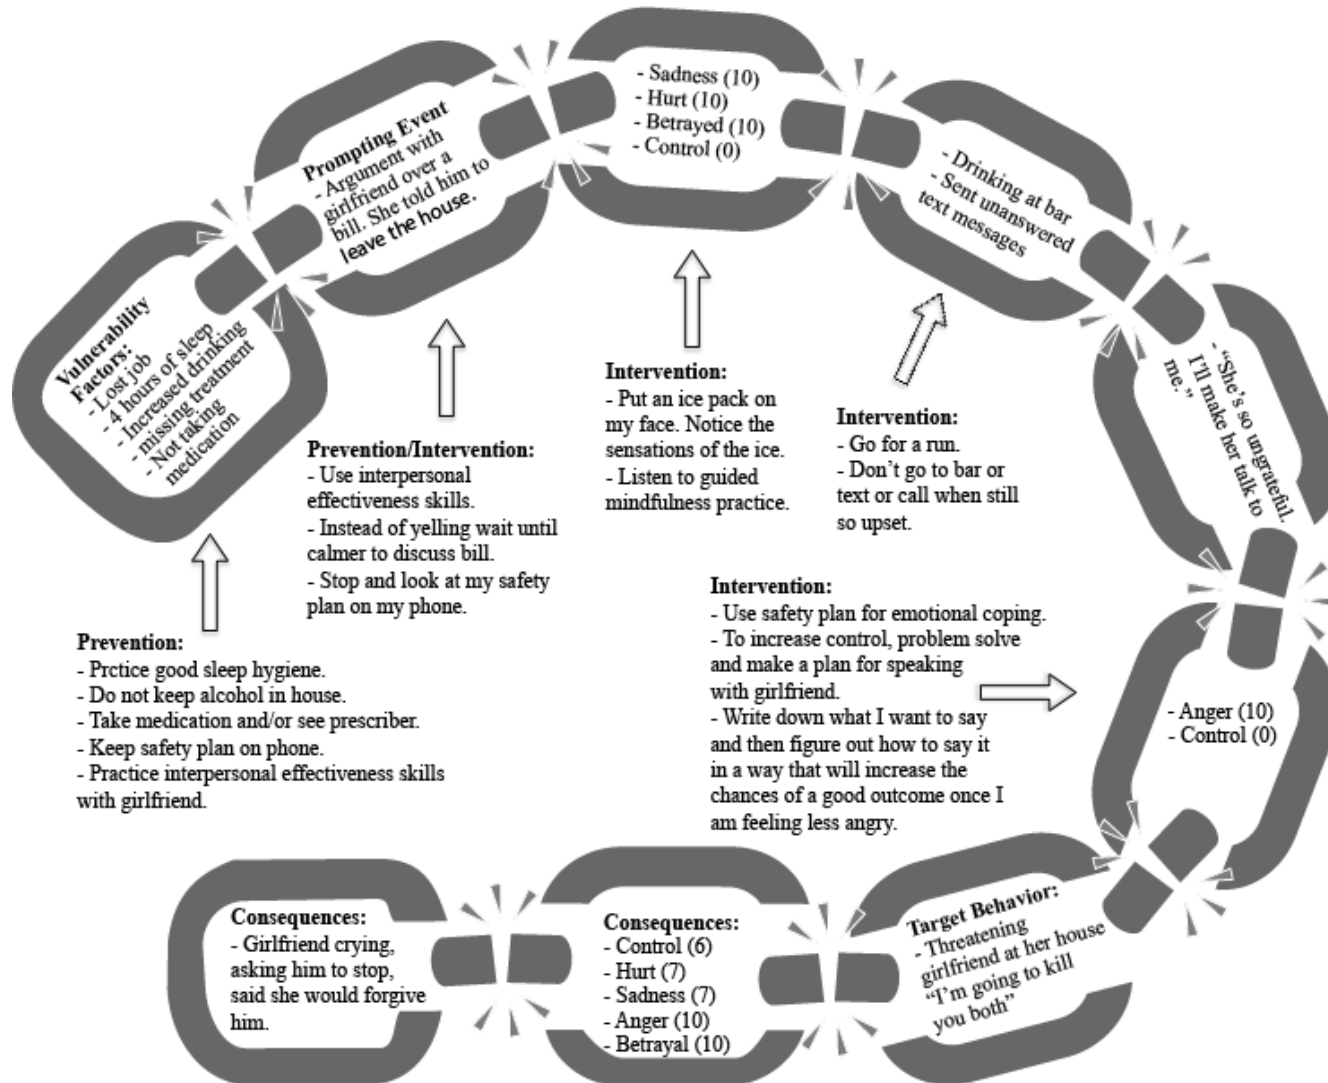 Vulnerability
Factors:
- Lost job
- 4 hours of sleep
- Increased drinking
- missing treatment
- Not taking
medication
Prompting Event
- Argument with
girlfriend over a
bill. She told him to
leave the house.
- Sadness (10)
- Hurt (10)
- Betrayed (10)
- Control (0)
- Drinking at bar
- Sent unanswered
text messages
- “She’s so ungrateful.
I’ll make her talk to
me.”
- Anger (10)
- Control (0)
Target Behavior:
- Threatening
girlfriend at her house
“I’m going to kill
you both”
Consequences:
- Control (6)
- Hurt (7)
- Sadness (7)
- Anger (10)
- Betrayal (10)
Consequences:
- Girlfriend crying,
asking him to stop,
said she would forgive
him.
Prevention:
- Prctice good sleep hygiene.
- Do not keep alcohol in house.
- Take medication and/or see prescriber.
- Keep safety plan on phone.
- Practice interpersonal effectiveness skills
with girlfriend.
Prevention/Intervention:
- Use interpersonal
effectiveness skills.
- Instead of yelling wait until
calmer to discuss bill.
- Stop and look at my safety
plan on my phone.
Intervention:
- Put an ice pack on
my face. Notice the
sensations of the ice.
- Listen to guided
mindfulness practice.
Intervention:
- Go for a run.
- Don’t go to bar or
text or call when still
so upset.
Intervention:
- Use safety plan for emotional coping.
- To increase control, problem solve
and make a plan for speaking
with girlfriend.
- Write down what I want to say
and then figure out how to say it
in a way that will increase the
chances of a good outcome once I
am feeling less angry.